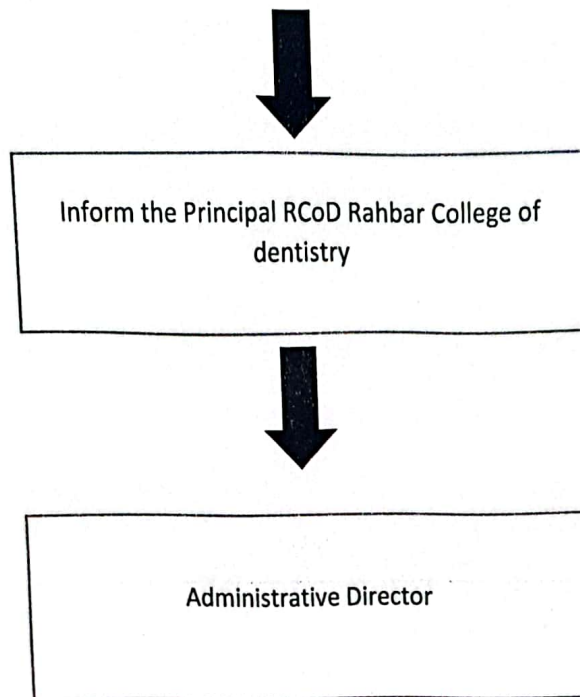 Inform the Principal RCoD Rahbar College of
dentistry
Administrative Director